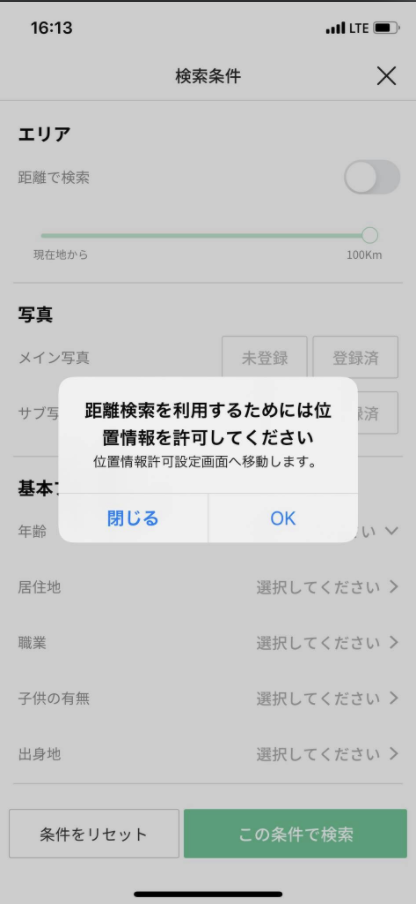 16:13
LTE
検索条件
エリア
距離で検索
現在地から 100Km
写真
メイン写真 未登録 登録済
サブ写
距離検索を利用するためには位
置情報を許可してください
位置情報許可設定画面へ移動します。
閉じる OK
基本
年齢 い
居住地 選択してください
職業 選択してください
子供の有無 選択してください
出身地 選択してください
条件をリセット この条件で検索